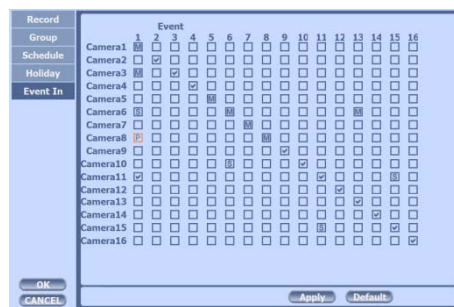 Record
Group
Schedule
Holiday
Event In
OK
CANCEL
Event
1 2 3 4 5 6 7 8 9 10 11 12 13 14 15 16
Camera1 M
Camera2
Camera3 M
Camera4
Camera5 M
Camera6 S M M
Camera7 M
Camera8 P M
Camera9
Camera10 S
Camera11 S
Camera12
Camera13
Camera14
Camera15 S
Camera16
Apply Default